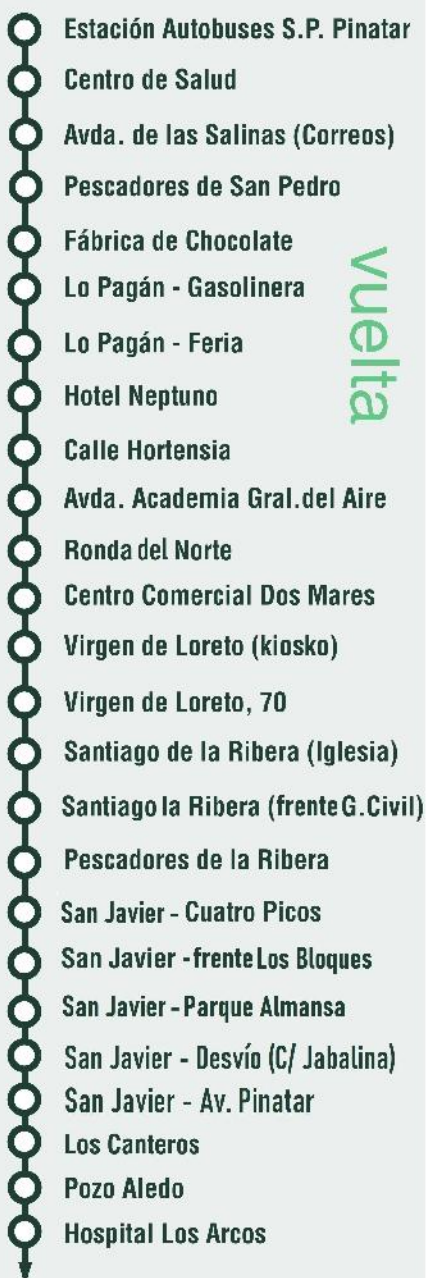 Estación Autobuses S.P. Pinatar
Centro de Salud
Avda. de las Salinas (Correos)
Pescadores de San Pedro
Fábrica de Chocolate
Lo Pagán - Gasolinera
Lo Pagán - Feria
Hotel Neptuno
Calle Hortensia
Avda. Academia Gral.del Aire
Ronda del Norte
Centro Comercial Dos Mares
Virgen de Loreto (kiosko)
Virgen de Loreto, 70
Santiago de la Ribera (Iglesia)
Santiago la Ribera (frente G.Civil)
Pescadores de la Ribera
San Javier - Cuatro Picos
San Javier - frente Los Bloques
San Javier - Parque Almansa
San Javier - Desvío (C/ Jabalina)
San Javier - Av. Pinatar
Los Canteros
Pozo Aledo
Hospital Los Arcos
vuelta